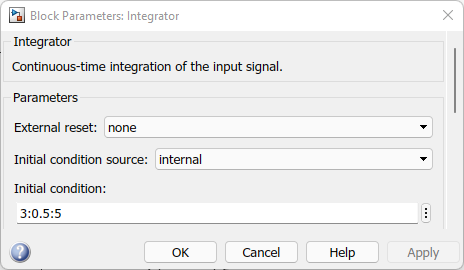 Block Parameters: Integrator
Integrator
Continuous-time integration of the input signal.
Parameters
External reset: none
Initial condition source: internal
Initial condition:
3:0.5:5
? OK Cancel Help Apply